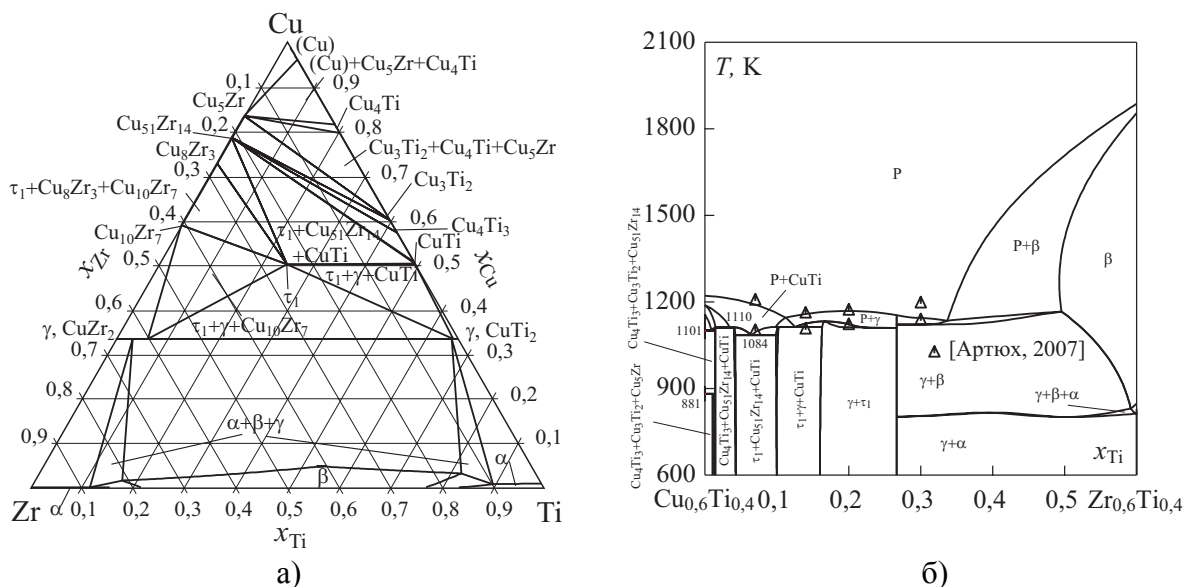 Cu
(Cu)
(Cu)+Cu₅Zr+Cu₄Ti
0,1
0,9
Cu₅Zr
Cu₄Ti
Cu₅₁Zr₁₄
0,2
0,8
Cu₈Zr₃
Cu₃Ti₂+Cu₄Ti+Cu₅Zr
0,3
0,7
τ₁+Cu₈Zr₃+Cu₁₀Zr₇
Cu₃Ti₂
0,4
0,6
Cu₁₀Zr₇
τ₁+Cu₅₁Zr₁₄
+CuTi
Cu₄Ti₃
CuTi
xZr
0,5
0,5
xCu
τ₁+γ+CuTi
τ₁
0,6
0,4
γ, CuZr₂
τ₁+γ+Cu₁₀Zr₇
γ, CuTi₂
0,7
0,3
0,8
0,2
α+β+γ
0,9
0,1
α
β
Zr
α
0,1
0,2
0,3
0,4
0,5
0,6
0,7
0,8
0,9
Ti
xTi
а)
2100
T, K
1800
P
1500
P+β
β
P+CuTi
1200
1110
P+γ
1101
1084
[Артюх, 2007]
900
881
γ+β
γ+β+α
γ+α
600
Cu₄Ti₃+Cu₃Ti₂+Cu₅₁Zr₁₄
Cu₄Ti₃+Cu₃Ti₂+Cu₅Zr
Cu₄Ti₃+Cu₅₁Zr₁₄+CuTi
τ₁+Cu₅₁Zr₁₄+CuTi
τ₁+γ+CuTi
γ+τ₁
xTi
Cu₀,₆Ti₀,₄
0,1
0,2
0,3
0,4
0,5
Zr₀,₆Ti₀,₄
б)